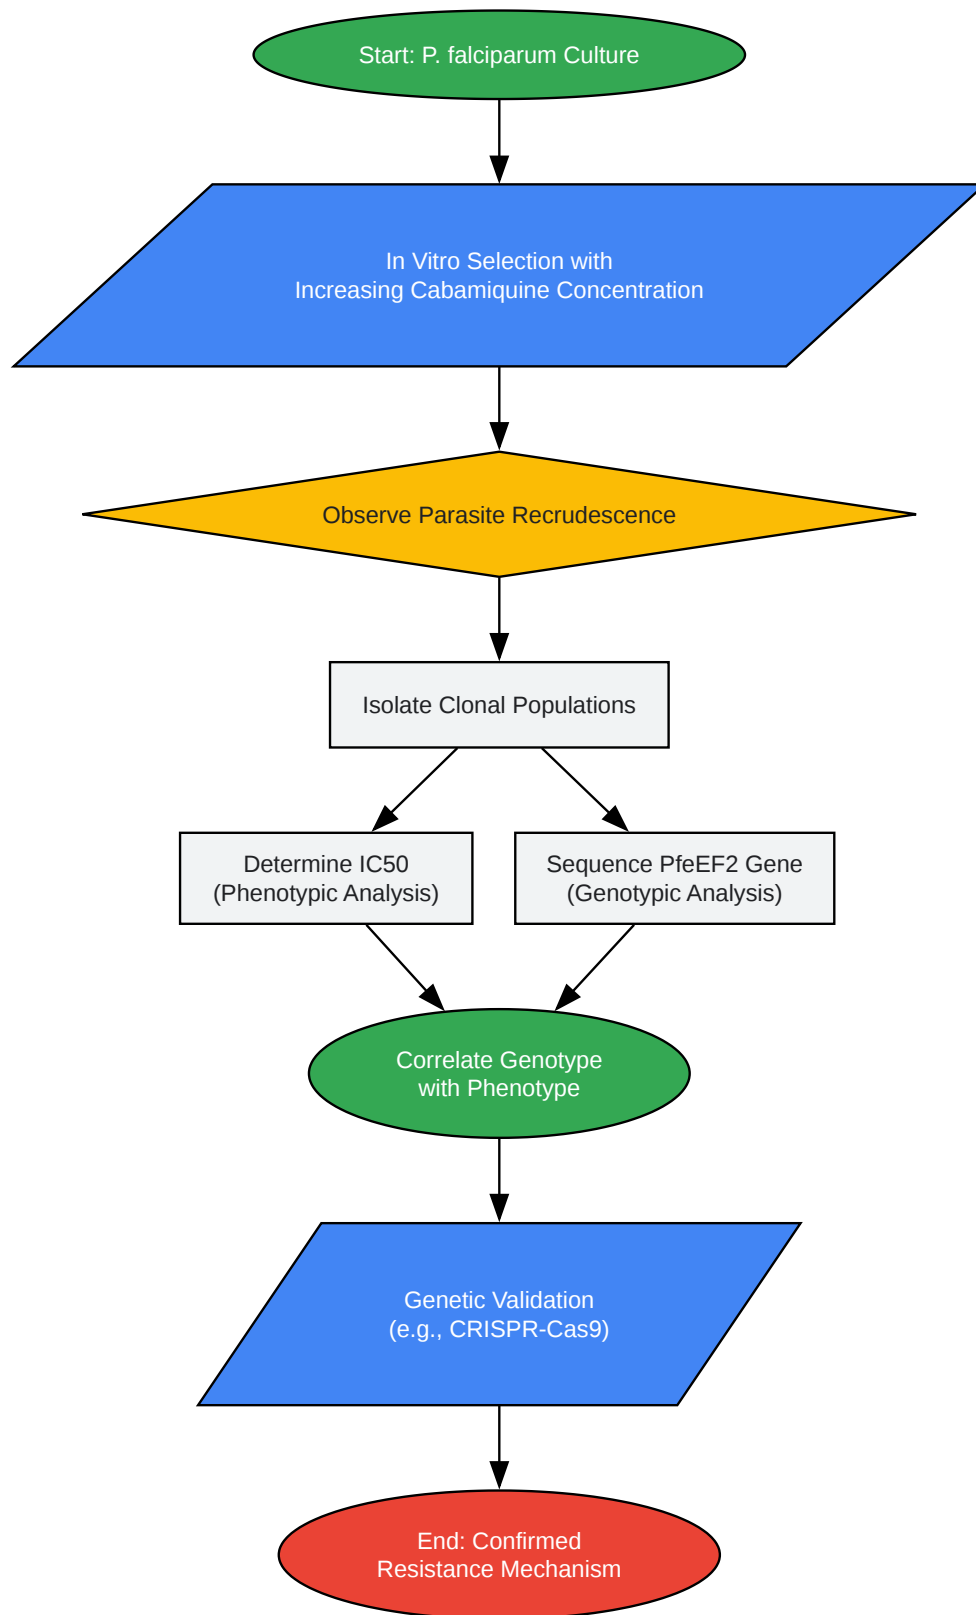 Start: P. falciparum Culture
In Vitro Selection with
Increasing Cabamiquine Concentration
Observe Parasite Recrudescence
Isolate Clonal Populations
Determine IC50
(Phenotypic Analysis)
Sequence PfeEF2 Gene
(Genotypic Analysis)
Correlate Genotype
with Phenotype
Genetic Validation
(e.g., CRISPR-Cas9)
End: Confirmed
Resistance Mechanism